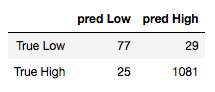 pred Low pred High
True Low 77 29
True High 25 1081